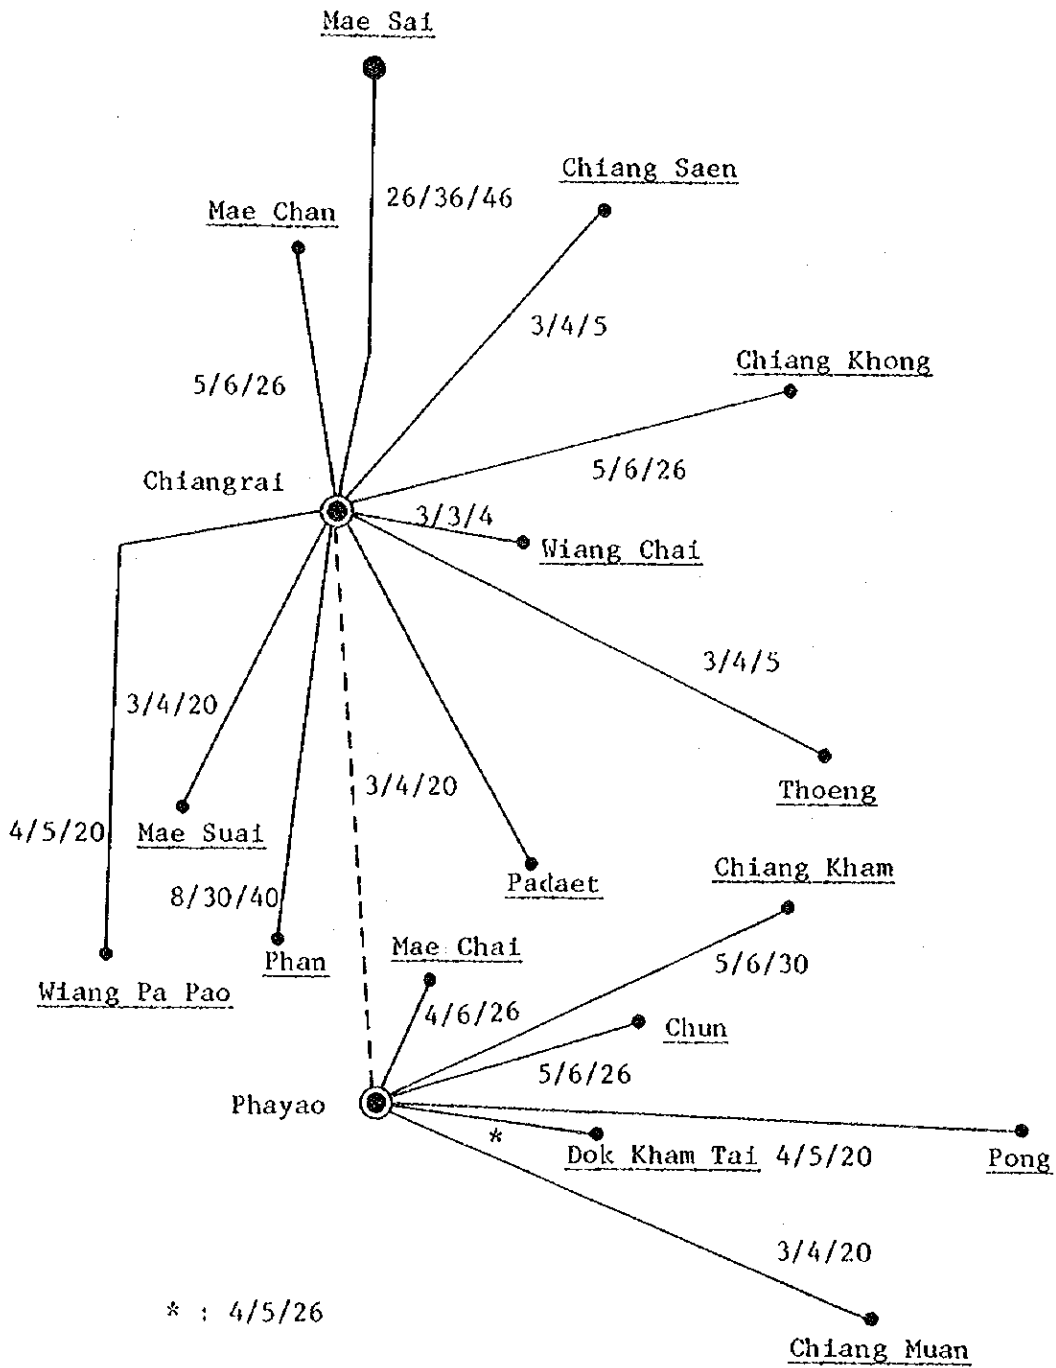 Mae Sai
Chiang Saen
26/36/46
Mae Chan
3/4/5
Chiang Khong
5/6/26
5/6/26
Chiangrai
3/3/4
Wiang Chai
3/4/5
3/4/20
3/4/20
Thoeng
4/5/20
Mae Suai
Padaet
Chiang Kham
8/30/40
Mae Chai
Phan
5/6/30
Wiang Pa Pao
4/6/26
Chun
5/6/26
Phayao
*
Dok Kham Tai
4/5/20
Pong
3/4/20
* : 4/5/26
Chiang Muan